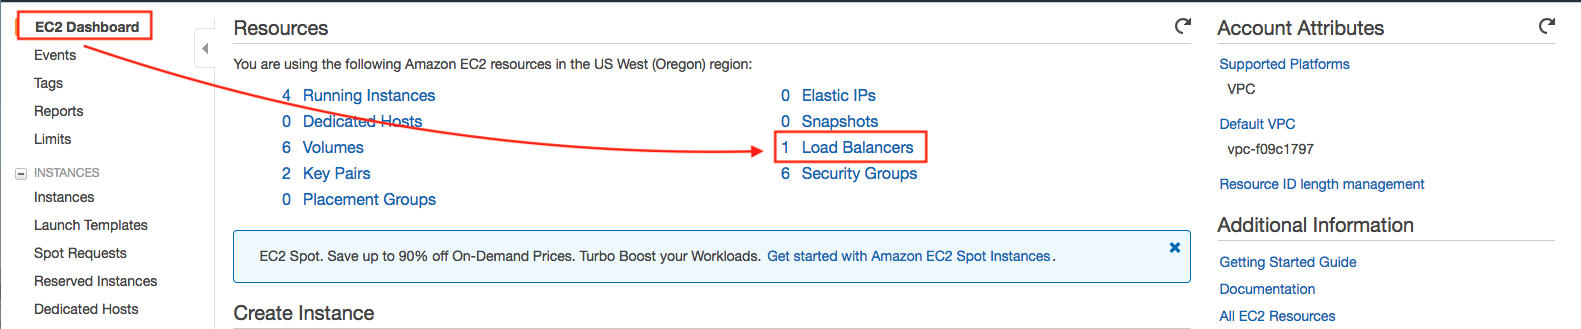 EC2 Dashboard
Events
Tags
Reports
Limits
INSTANCES
Instances
Launch Templates
Spot Requests
Reserved Instances
Dedicated Hosts
Resources
You are using the following Amazon EC2 resources in the US West (Oregon) region:
4 Running Instances
0 Dedicated Hosts
6 Volumes
2 Key Pairs
0 Placement Groups
0 Elastic IPs
0 Snapshots
1 Load Balancers
6 Security Groups
EC2 Spot. Save up to 90% off On-Demand Prices. Turbo Boost your Workloads. Get started with Amazon EC2 Spot Instances.
Create Instance
Account Attributes
Supported Platforms
VPC
Default VPC
vpc-f09c1797
Resource ID length management
Additional Information
Getting Started Guide
Documentation
All EC2 Resources